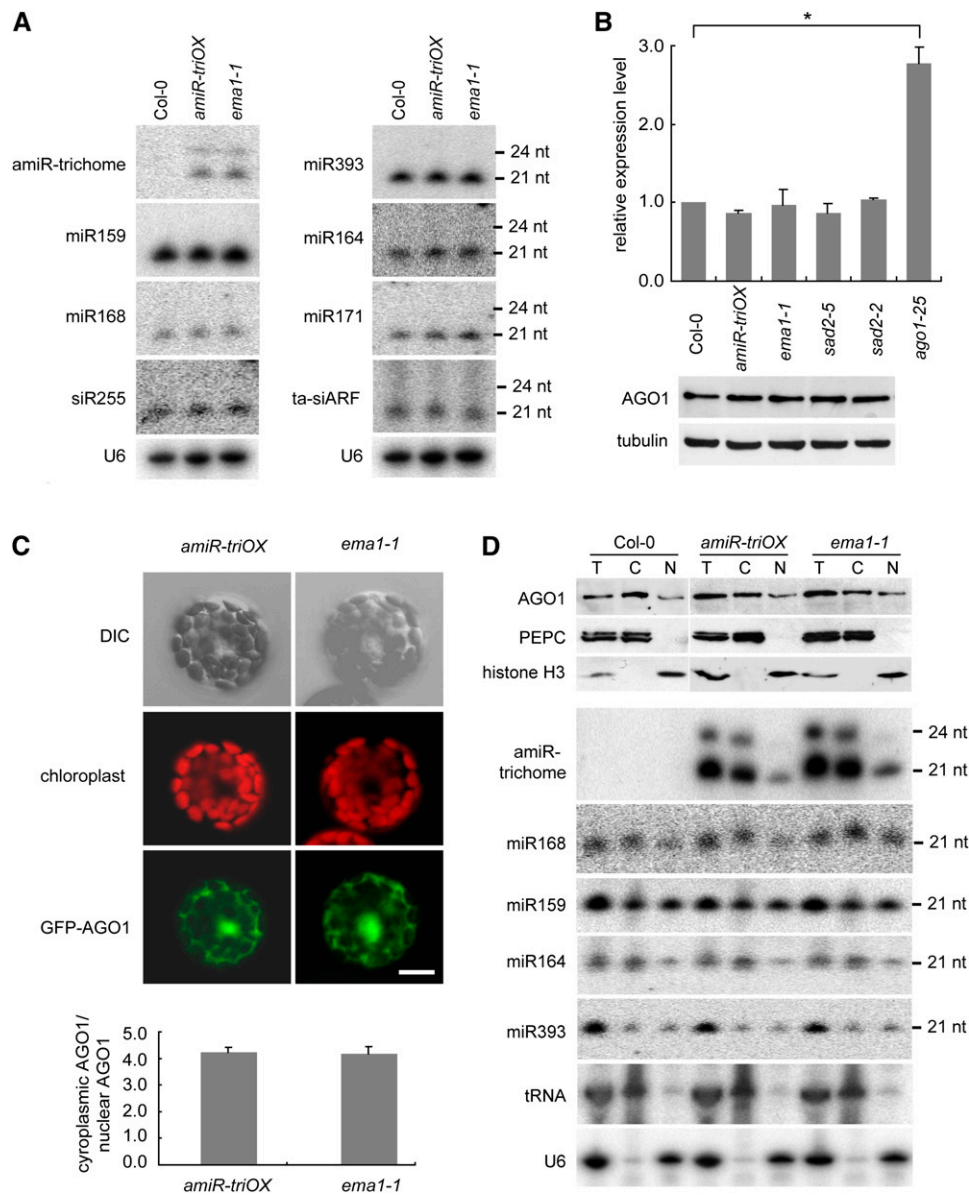 A
Col-0
amiR-triOX
ema1-1
Col-0
amiR-triOX
ema1-1
amiR-trichome
miR393
24 nt
21 nt
miR159
miR164
24 nt
21 nt
miR168
miR171
24 nt
21 nt
siR255
ta-siARF
24 nt
21 nt
U6
U6
B
*
relative expression level
3.0
2.0
1.0
0.0
Col-0
amiR-triOX
ema1-1
sad2-5
sad2-2
ago1-25
AGO1
tubulin
C
amiR-triOX
ema1-1
DIC
chloroplast
GFP-AGO1
cyroplasmic AGO1/
nuclear AGO1
5.0
4.0
3.0
2.0
1.0
0.0
amiR-triOX
ema1-1
D
Col-0
amiR-triOX
ema1-1
T C N T C N T C N
AGO1
PEPC
histone H3
amiR-
trichome
24 nt
21 nt
miR168
21 nt
miR159
21 nt
miR164
21 nt
miR393
21 nt
tRNA
U6